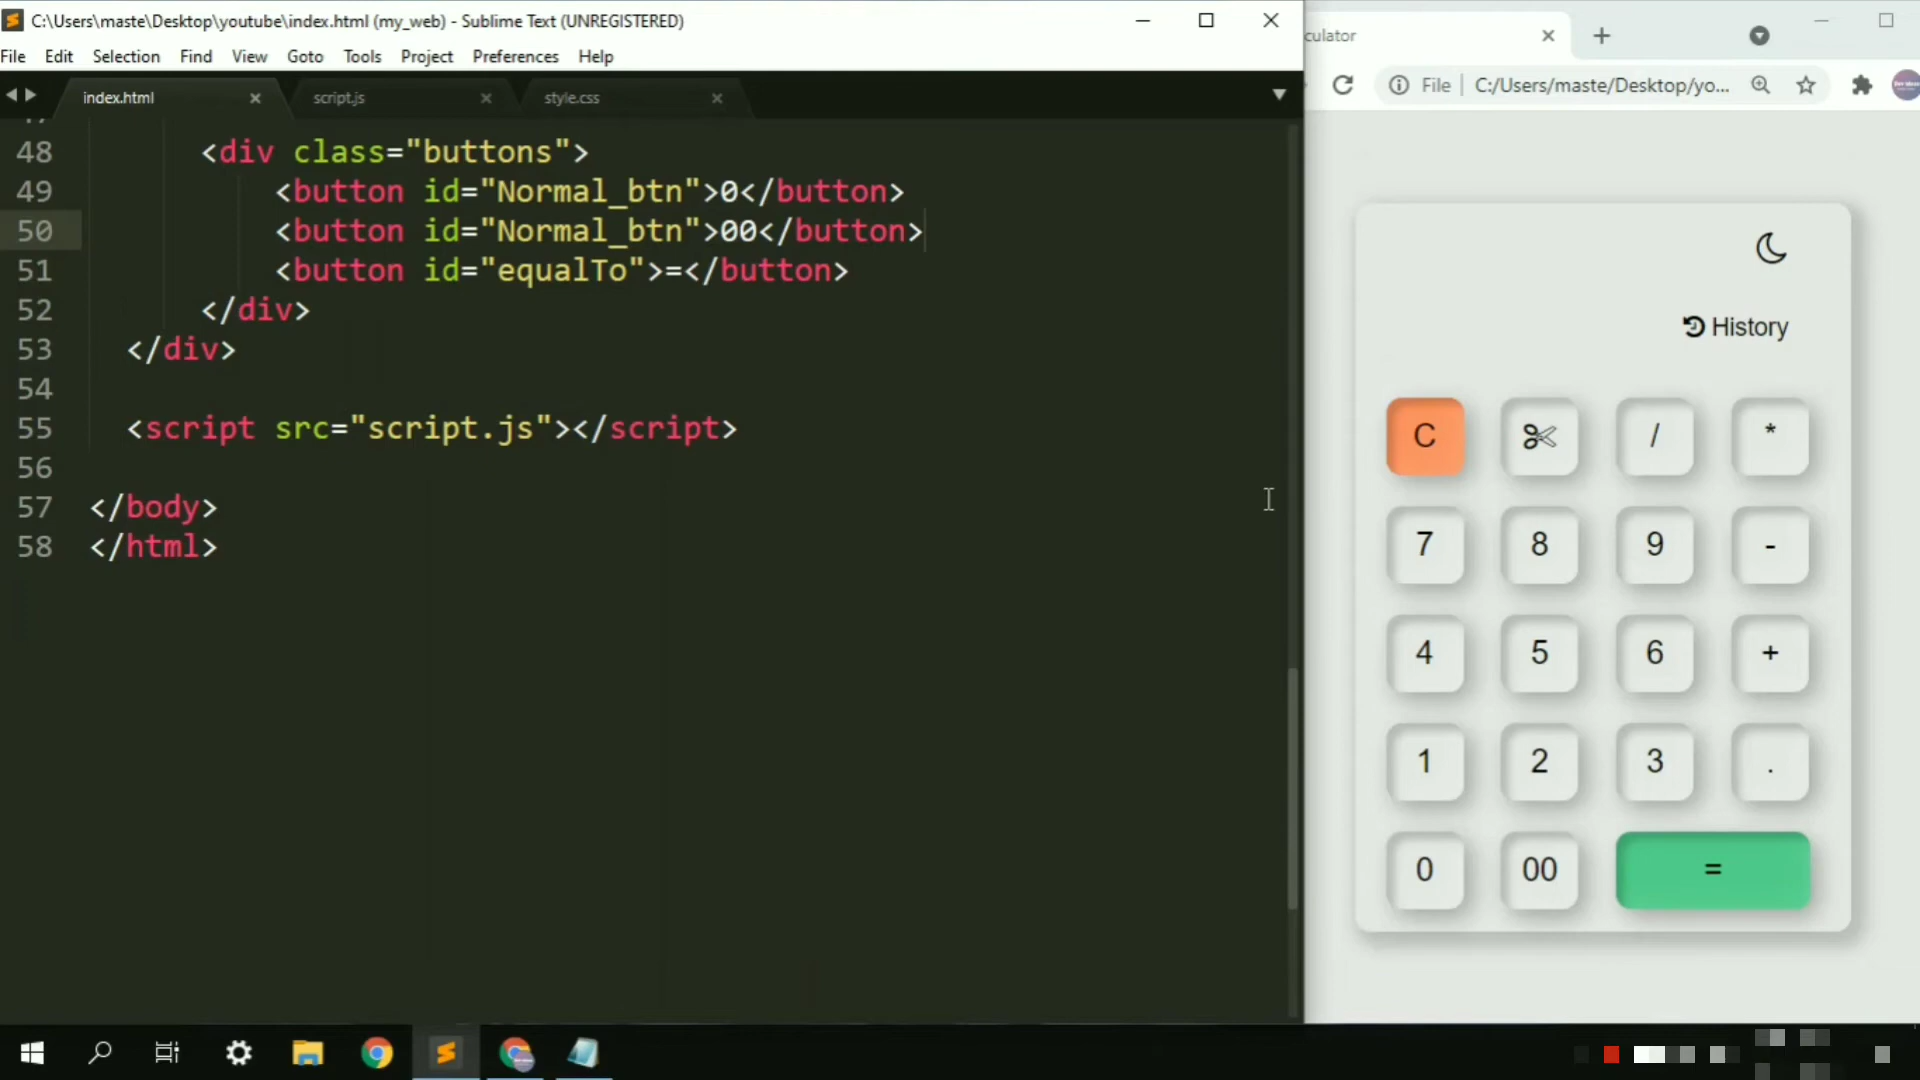 C:\Users\maste\Desktop\youtube\index.html (my_web) - Sublime Text (UNREGISTERED)
File Edit Selection Find View Goto Tools Project Preferences Help
index.html script.js style.css
48 <div class="buttons">
49 <button id="Normal_btn">0</button>
50 <button id="Normal_btn">00</button>
51 <button id="equalTo">=</button>
52 </div>
53 </div>
54
55 <script src="script.js"></script>
56
57 </body>
58 </html>
culator
File C:/Users/maste/Desktop/yo...
History
C / *
7 8 9 -
4 5 6 +
1 2 3 .
0 00 =